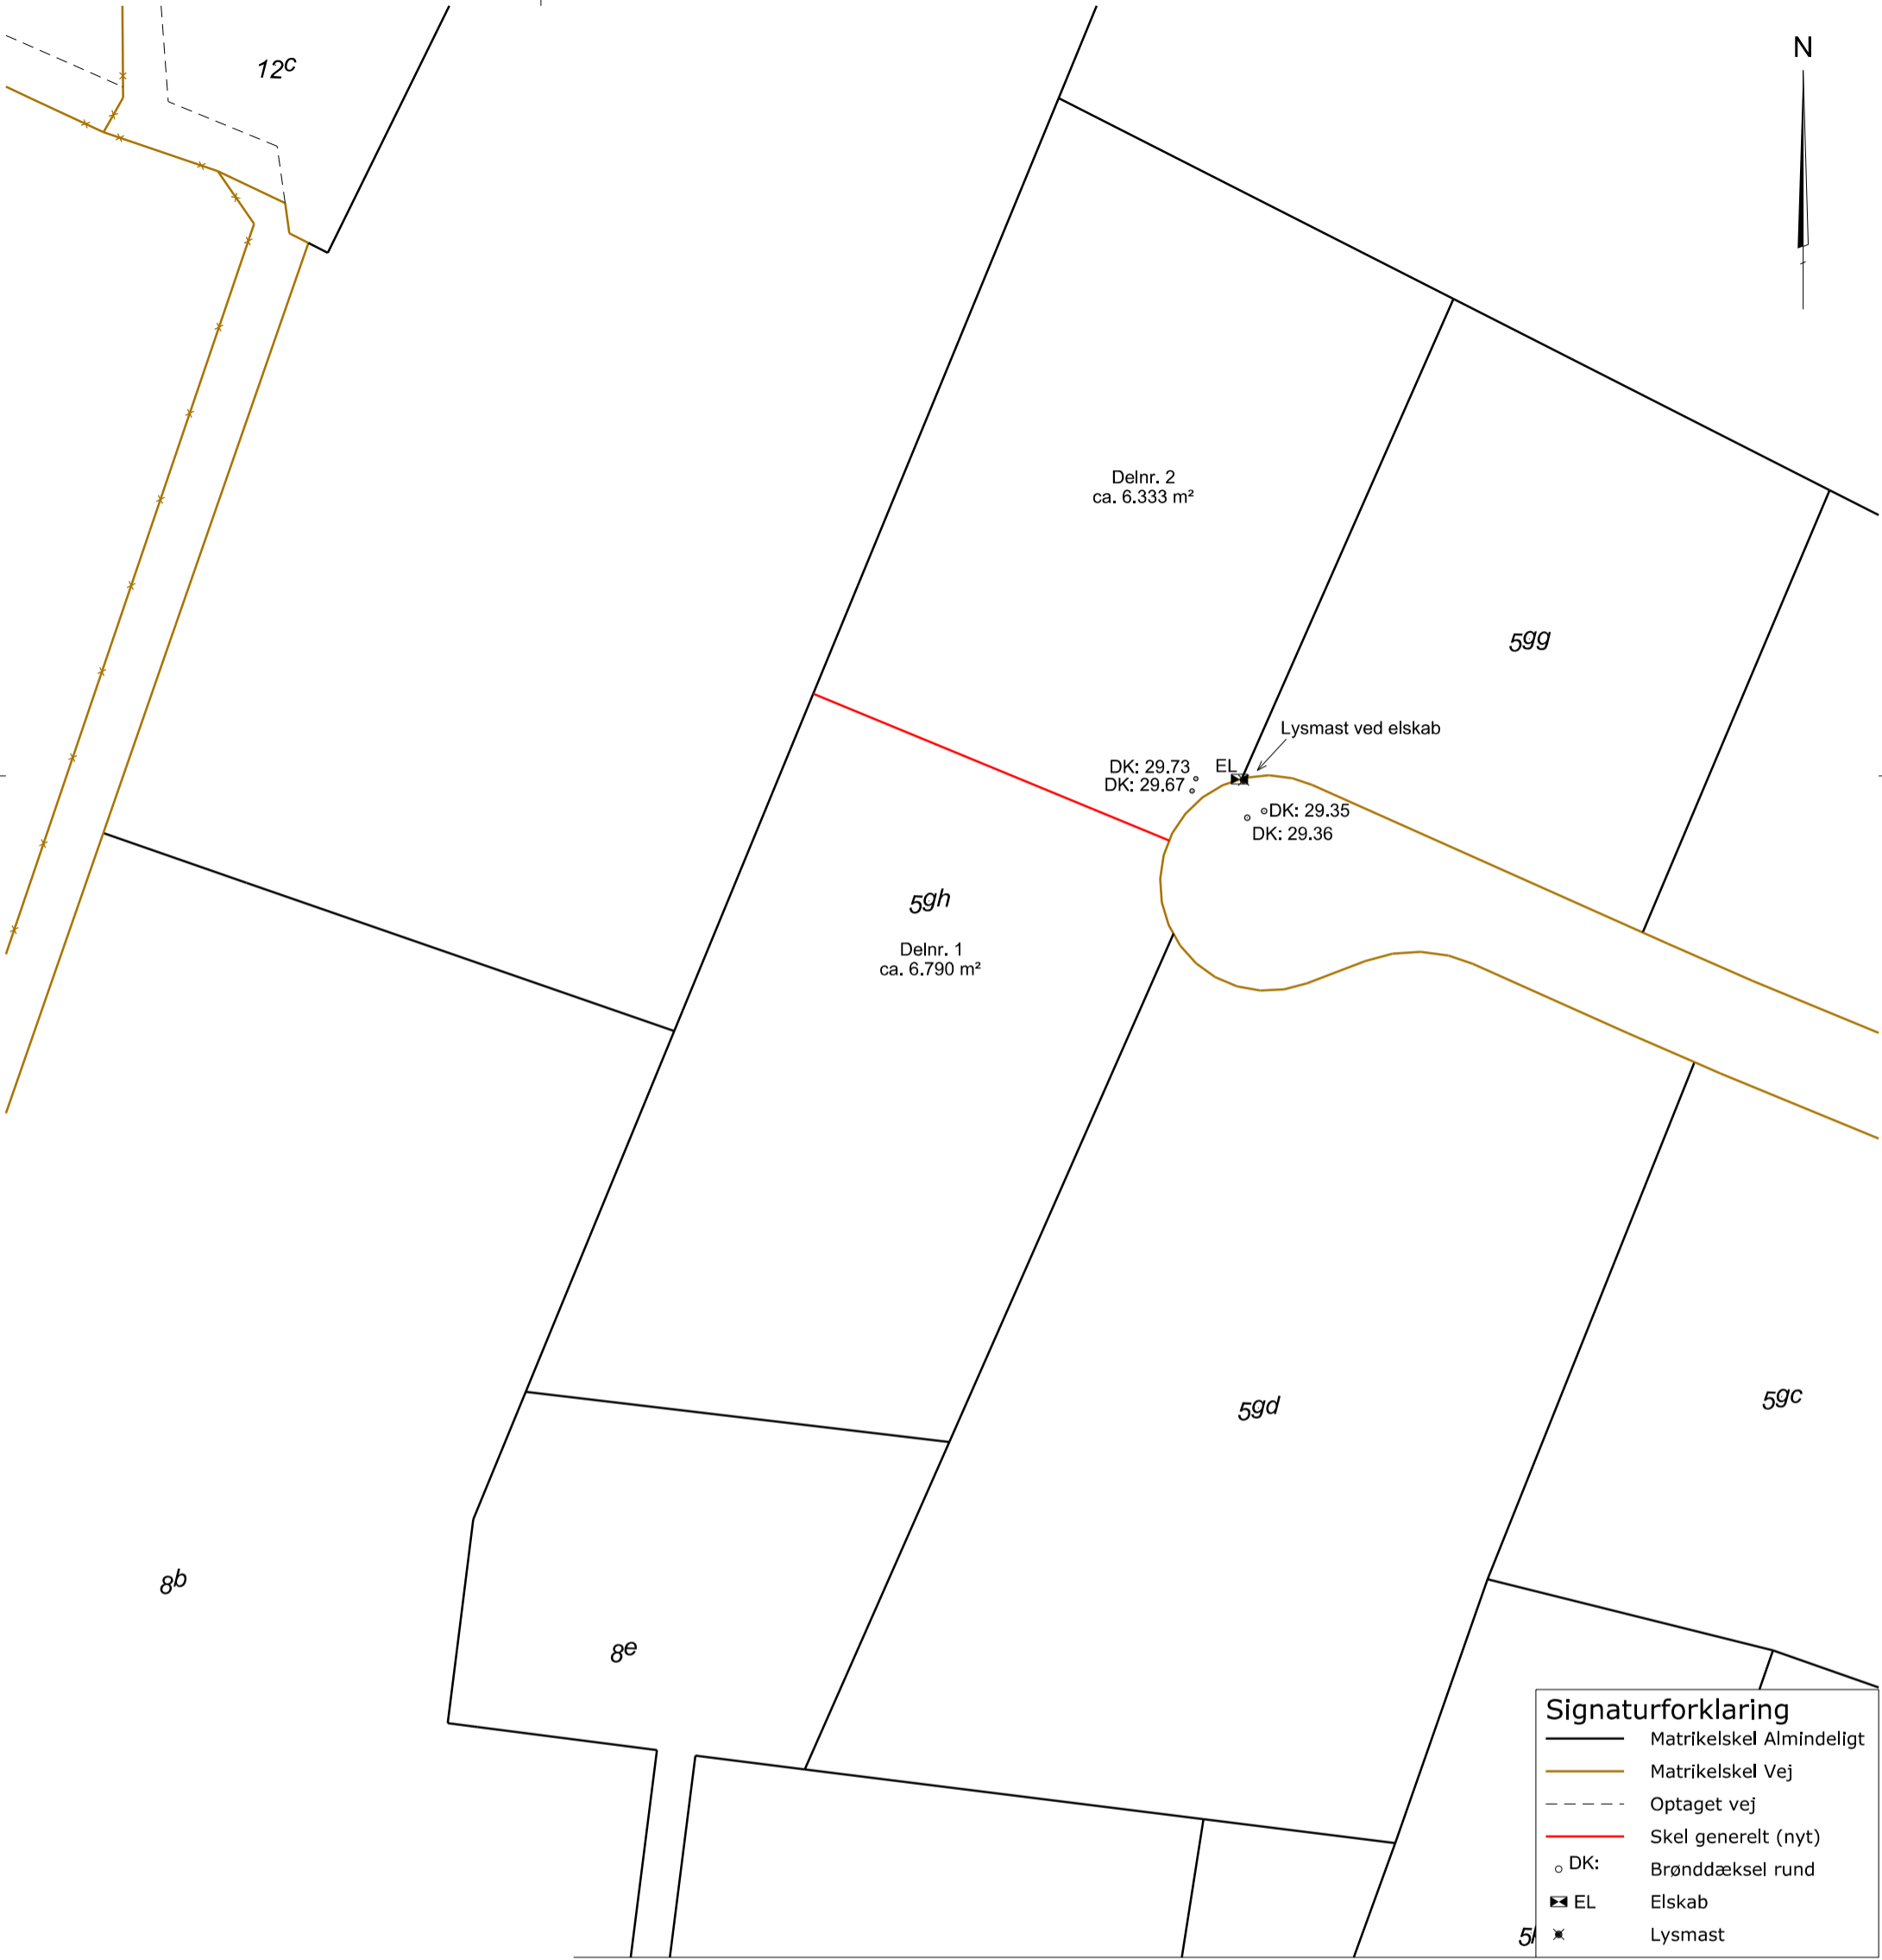 12c
N
Delnr. 2
ca. 6.333 m²
5gg
Lysmast ved elskab
DK: 29.73
EL
DK: 29.67
DK: 29.35
DK: 29.36
5gh
Delnr. 1
ca. 6.790 m²
5gd
5gc
8b
8e
Signaturforklaring
Matrikelskel Almindeligt
Matrikelskel Vej
Optaget vej
Skel generelt (nyt)
DK: Brønddæksel rund
EL Elskab
Lysmast